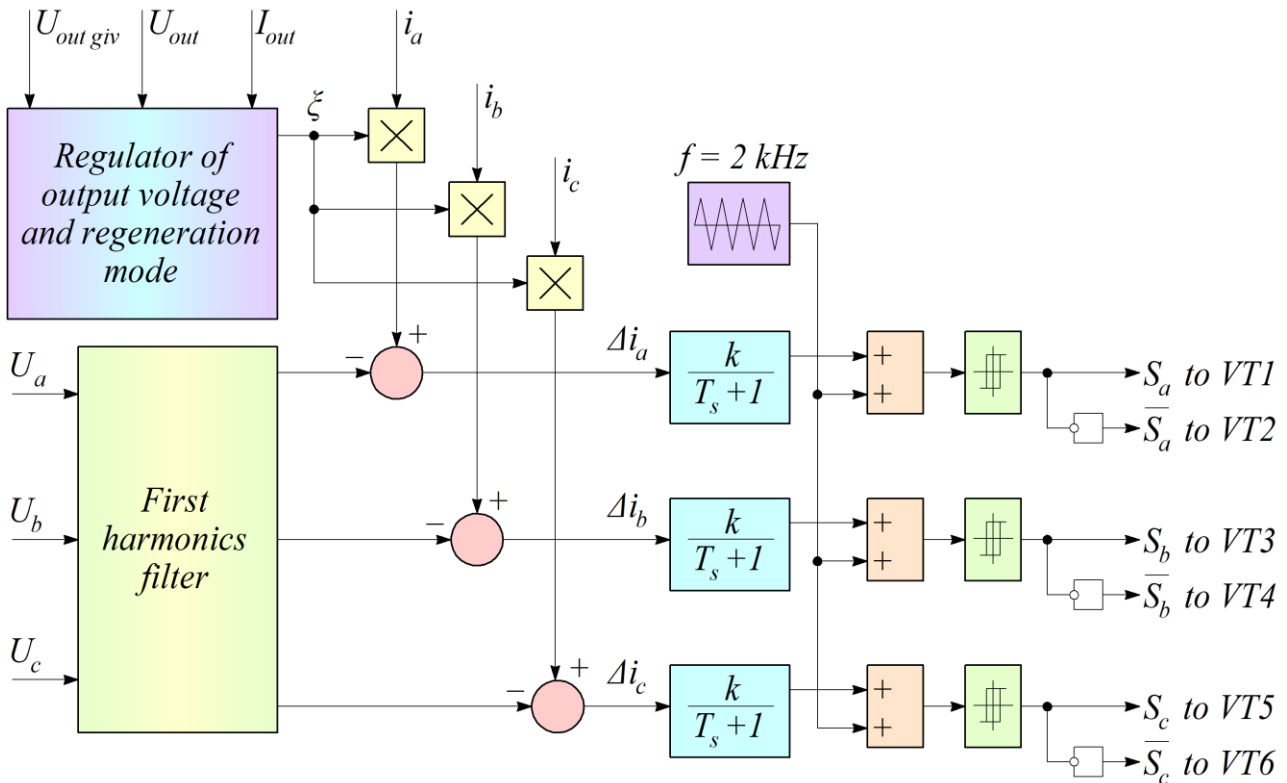 U_out giv
U_out
I_out
i_a
ξ
i_b
Regulator of
output voltage
and regeneration
mode
i_c
f = 2 kHz
+
−
U_a
Δi_a
k
T_s +1
+
+
S_a to VT1
S̅_a̅ to VT2
First
harmonics
filter
U_b
+
−
Δi_b
k
T_s +1
+
+
S_b to VT3
S̅_b̅ to VT4
U_c
+
−
Δi_c
k
T_s +1
+
+
S_c to VT5
S̅_c̅ to VT6